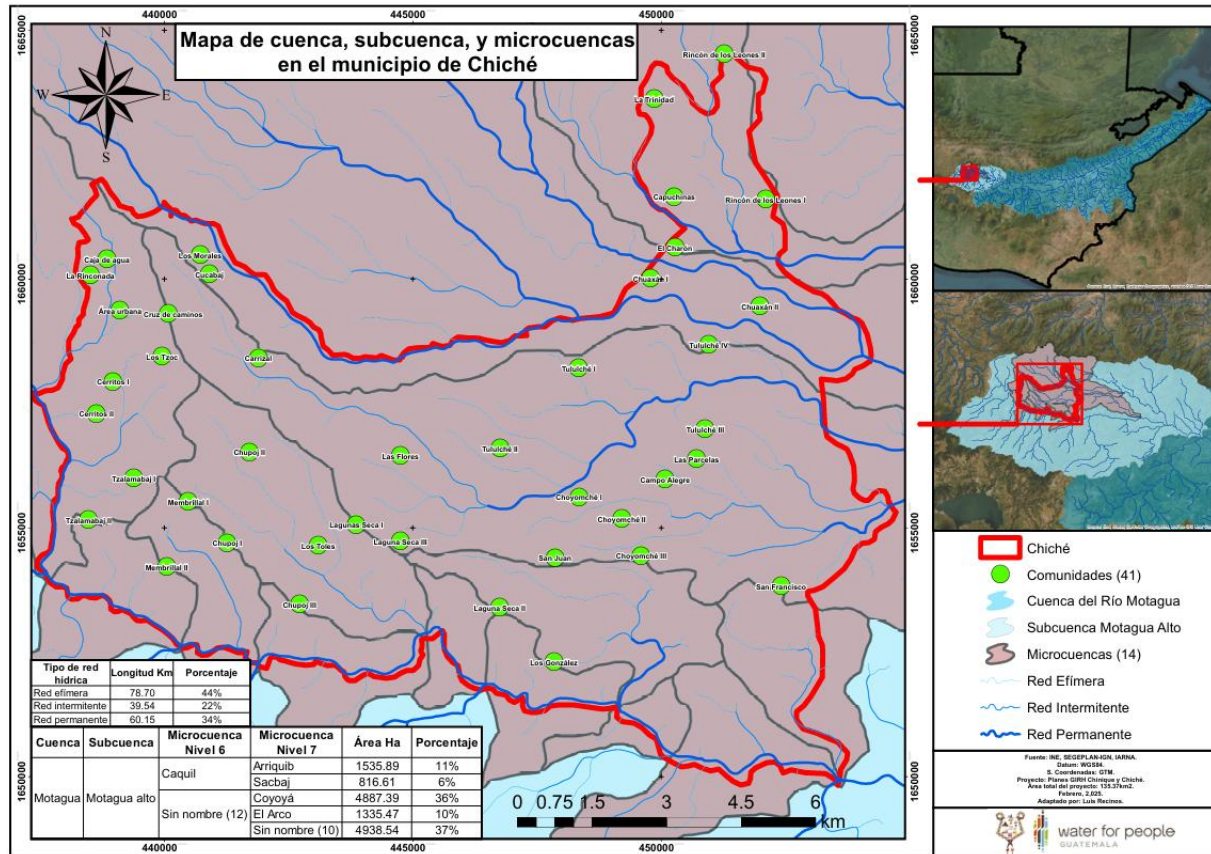 440000 445000 450000
1665000 1665000
Mapa de cuenca, subcuenca, y microcuencas
en el municipio de Chiché
N
W E
S
Rincón de los Leones II
La Trinidad
Capuchinas
Rincón de los Leones I
El Charon
Los Morales
Caja de agua
La Rinconada
Cucabaj
Chuaxán I
1660000 1660000
Chuaxán II
Área urbana
Cruz de caminos
Tululché IV
Los Tzoc
Carrizal
Tululché I
Cerritos I
Cerritos II
Tululché III
Chupoj II
Las Flores
Tululché II
Las Parcelas
Tzalamabaj I
Campo Alegre
Membrillal I
Choyomché I
Tzalamabaj II
Lagunas Seca I
Choyomché II
1655000 1655000
Chupoj I
Los Toles
Laguna Seca III
San Juan
Choyomché III
Membrillal II
San Francisco
Chupoj III
Laguna Seca II
Los González
Tipo de red hídrica Longitud Km Porcentaje
Red efímera 78.70 44%
Red intermitente 39.54 22%
Red permanente 60.15 34%
Cuenca Subcuenca Microcuenca Nivel 6 Microcuenca Nivel 7 Área Ha Porcentaje
Motagua Motagua alto Caquil Arriquib 1535.89 11%
Sacbaj 816.61 6%
Sin nombre (12) Coyoyá 4887.39 36%
El Arco 1335.47 10%
Sin nombre (10) 4938.54 37%
1650000 1650000
0 0.75 1.5 3 4.5 6
km
440000 445000 450000
Chiché
Comunidades (41)
Cuenca del Río Motagua
Subcuenca Motagua Alto
Microcuencas (14)
Red Efímera
Red Intermitente
Red Permanente
Fuente: INE, SEGEPLAN-IGN, IARNA.
Datum: WGS84.
S. Coordenadas: GTM.
Proyecto: Planes GIRH Chinique y Chiché.
Área total del proyecto: 135.37km2.
Febrero, 2,025.
Adaptado por: Luis Recinos.
water for people
GUATEMALA